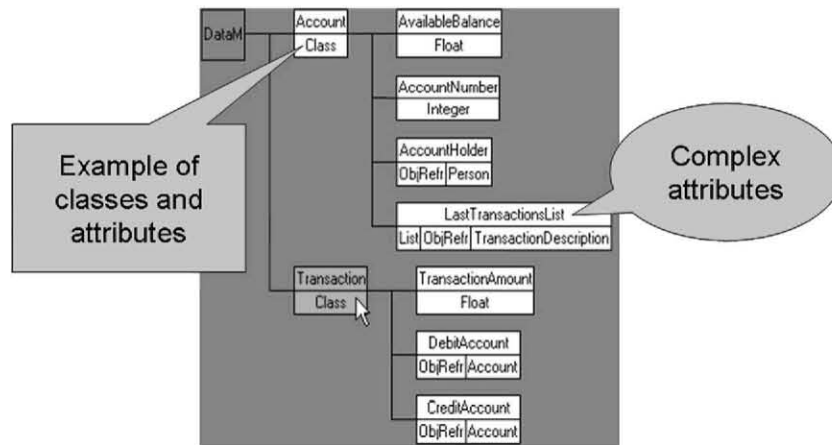 DataM
Account
Class
AvailableBalance
Float
AccountNumber
Integer
AccountHolder
ObjRefr Person
LastTransactionsList
List ObjRefr TransactionDescription
Example of
classes and
attributes
Complex
attributes
Transaction
Class
TransactionAmount
Float
DebitAccount
ObjRefr Account
CreditAccount
ObjRefr Account